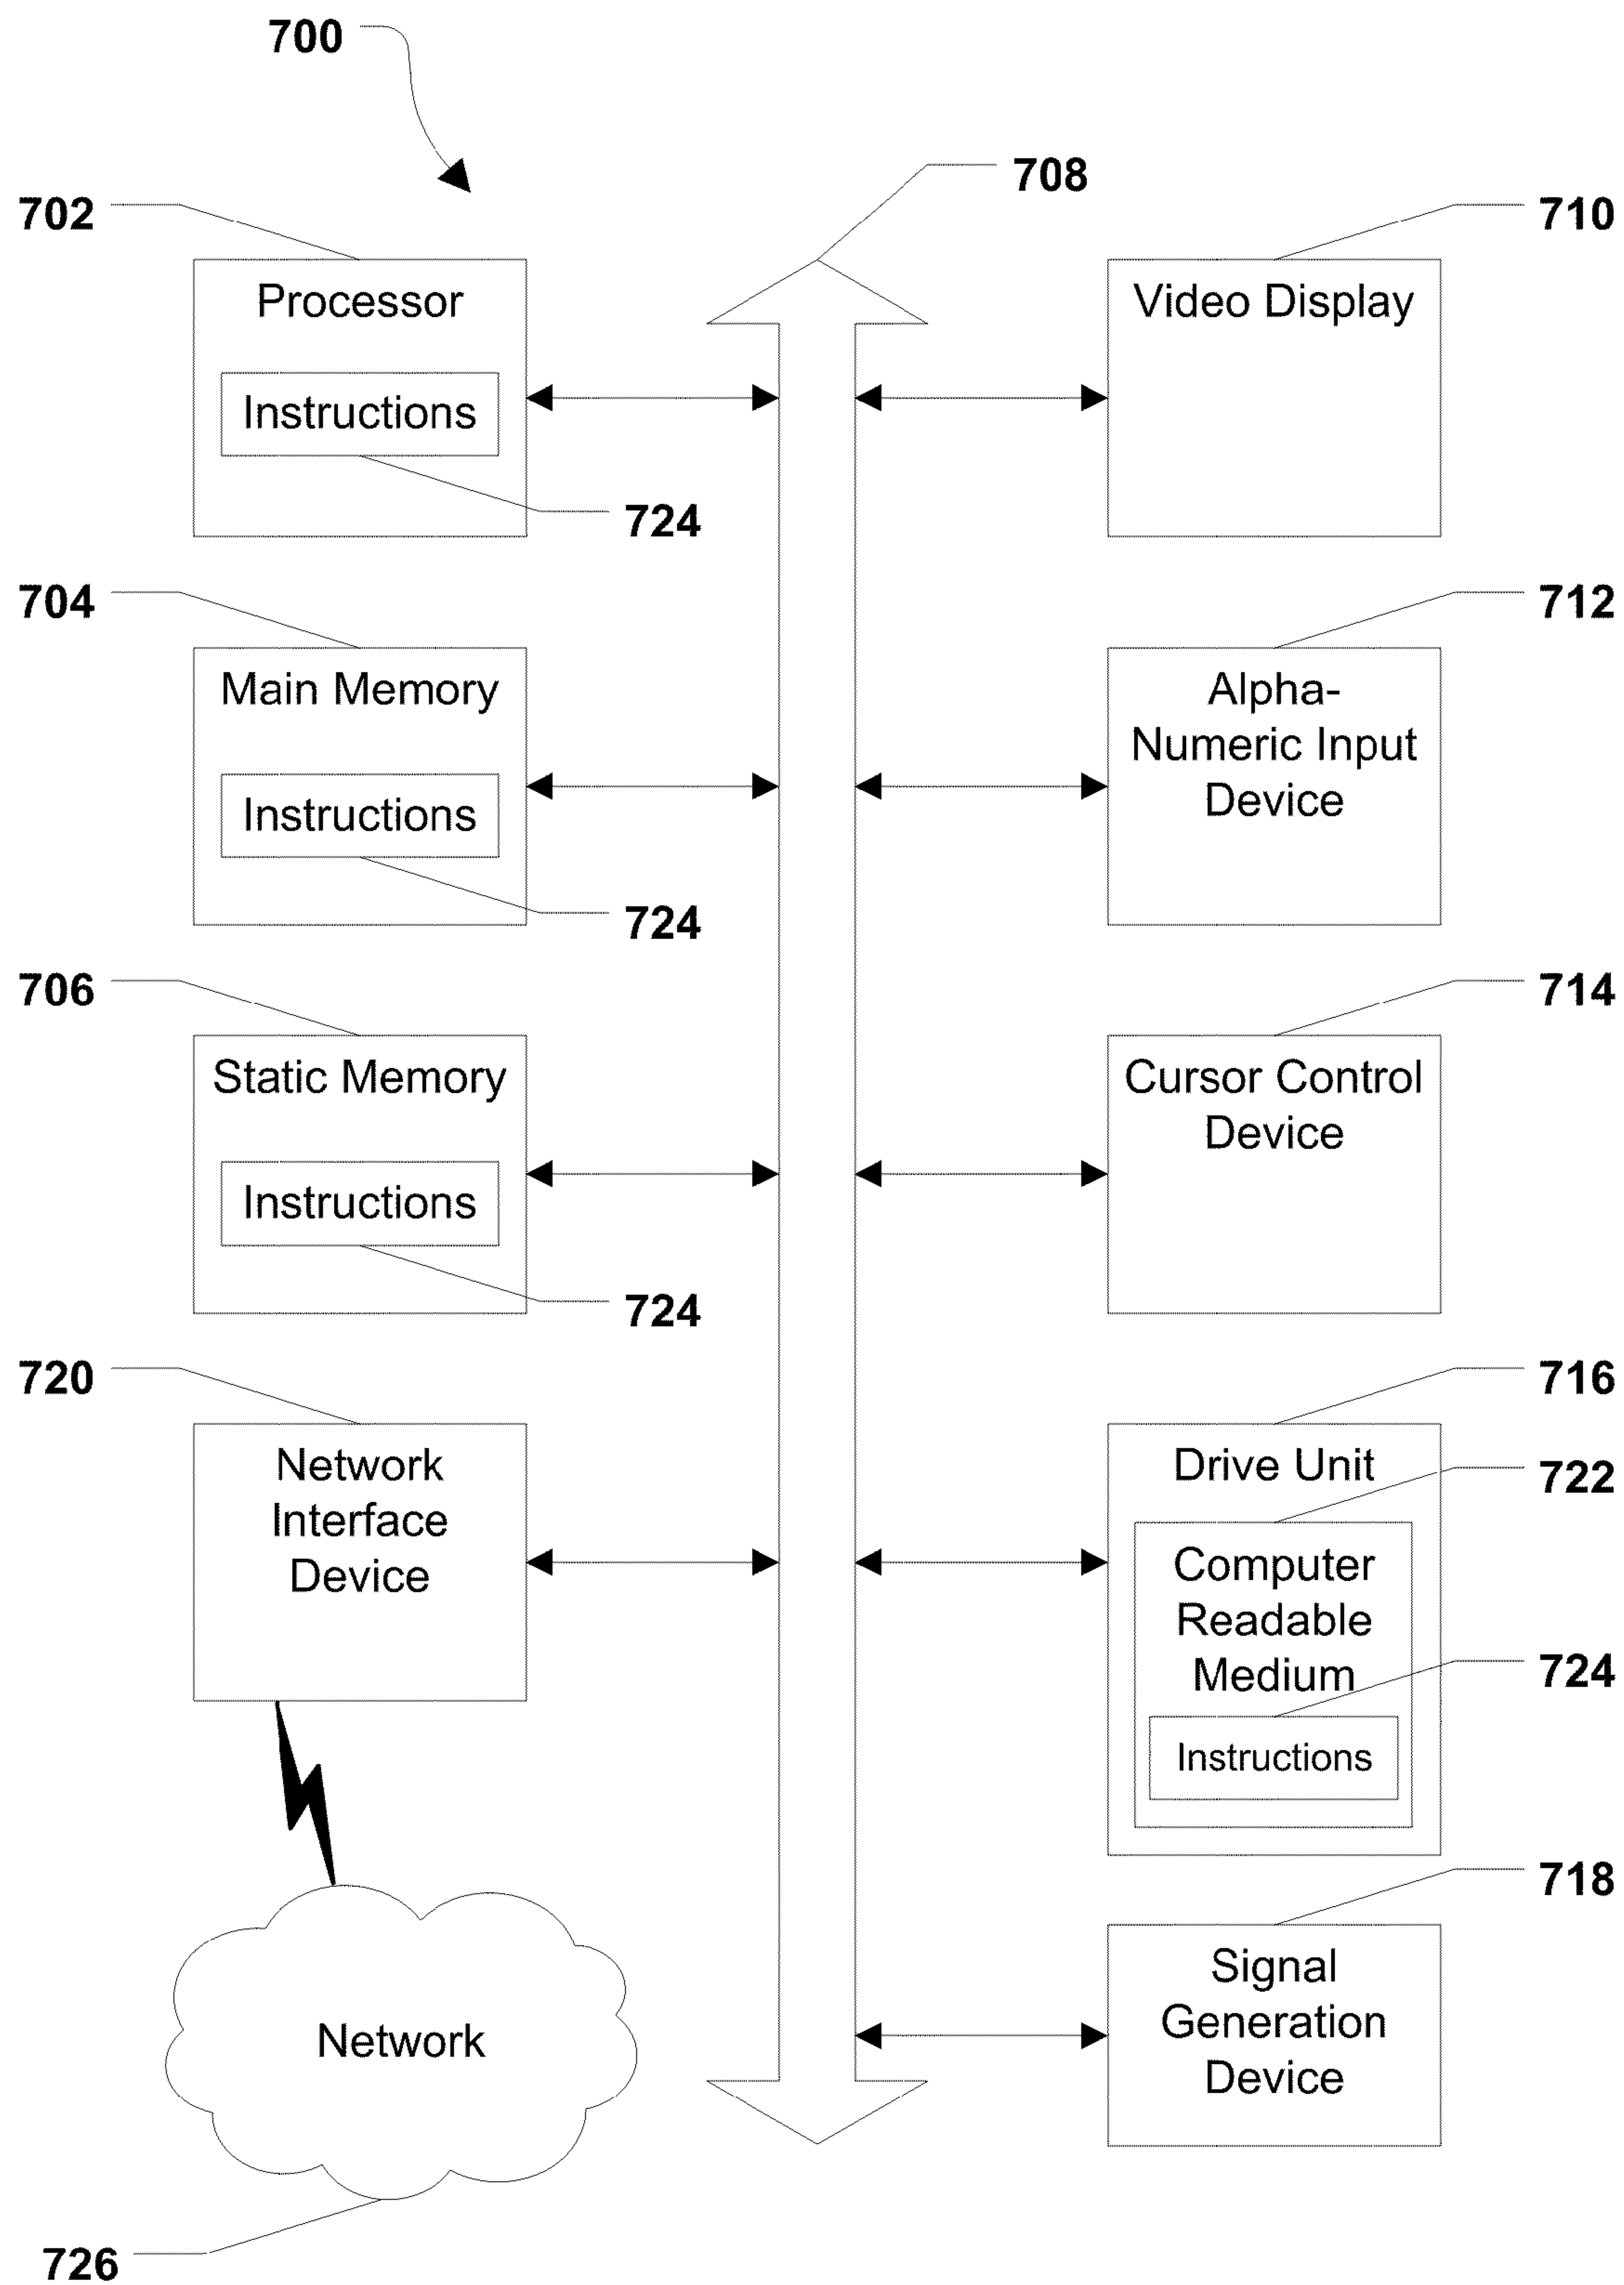 700
708
702
Processor
Instructions
724
704
Main Memory
Instructions
724
706
Static Memory
Instructions
724
720
Network
Interface
Device
Network
726
710
Video Display
712
Alpha-
Numeric Input
Device
714
Cursor Control
Device
716
Drive Unit
722
Computer
Readable
Medium
724
Instructions
718
Signal
Generation
Device